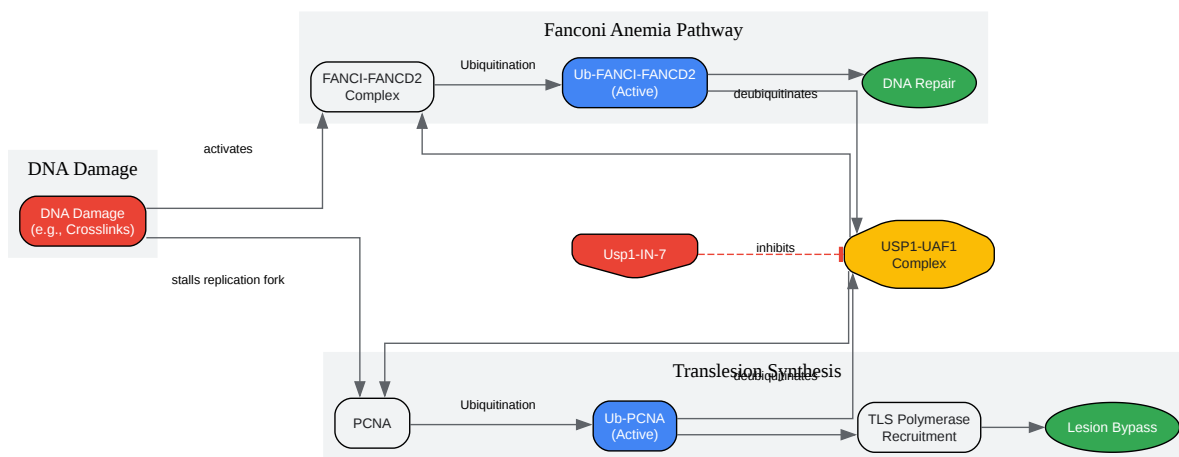 Fanconi Anemia Pathway
FANCI-FANCD2
Complex
Ubiquitination
Ub-FANCI-FANCD2
(Active)
deubiquitinates
DNA Repair
activates
DNA Damage
DNA Damage
(e.g., Crosslinks)
stalls replication fork
Usp1-IN-7
inhibits
USP1-UAF1
Complex
Translesion Synthesis
deubiquitinates
PCNA
Ubiquitination
Ub-PCNA
(Active)
TLS Polymerase
Recruitment
Lesion Bypass